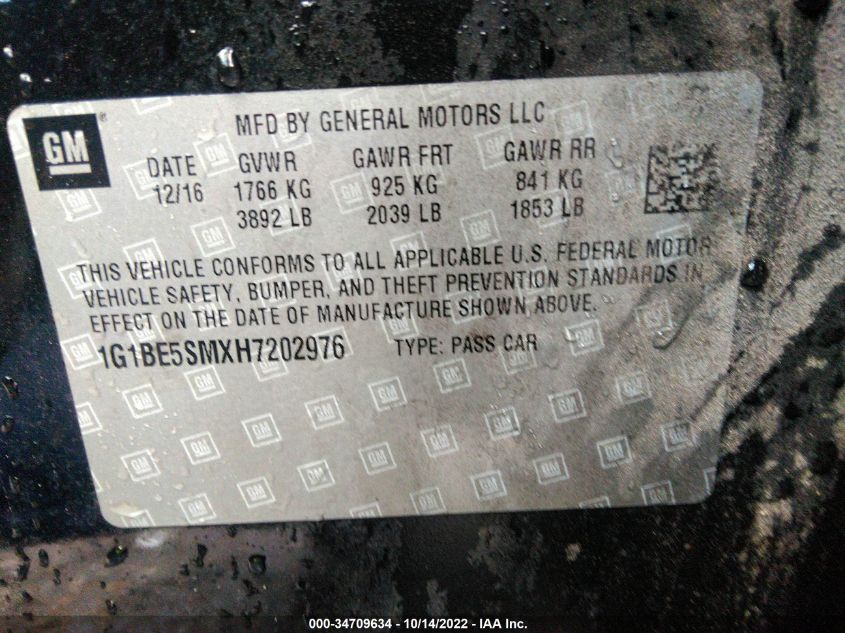 GM ®
MFD BY GENERAL MOTORS LLC
DATE GVWR GAWR FRT GAWR RR
12/16 1766 KG 925 KG 841 KG
3892 LB 2039 LB 1853 LB
THIS VEHICLE CONFORMS TO ALL APPLICABLE U.S. FEDERAL MOTOR
VEHICLE SAFETY, BUMPER, AND THEFT PREVENTION STANDARDS IN
EFFECT ON THE DATE OF MANUFACTURE SHOWN ABOVE.
1G1BE5SMXH7202976 TYPE: PASS CAR
000-34709634 - 10/14/2022 - IAA Inc.